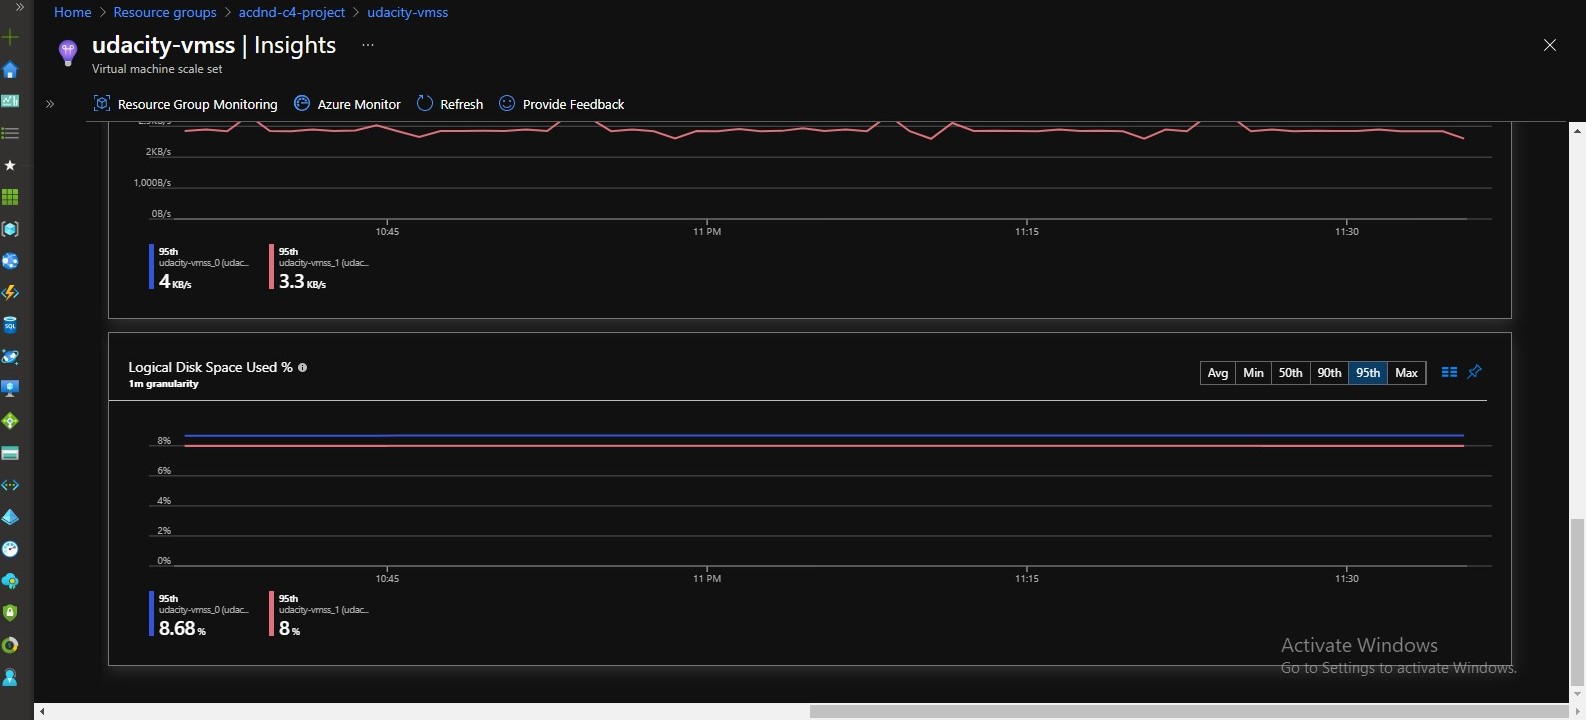 Home > Resource groups > acdnd-c4-project > udacity-vmss
udacity-vmss | Insights ...
Virtual machine scale set
Resource Group Monitoring Azure Monitor Refresh Provide Feedback
2KB/s
1,000B/s
0B/s
10:45 11 PM 11:15 11:30
95th 95th
udacity-vmss_0 (udac... udacity-vmss_1 (udac...
4 KB/s 3.3 KB/s
Logical Disk Space Used %
1m granularity
Avg Min 50th 90th 95th Max
8%
6%
4%
2%
0%
10:45 11 PM 11:15 11:30
95th 95th
udacity-vmss_0 (udac... udacity-vmss_1 (udac...
8.68 % 8 %
Activate Windows
Go to Settings to activate Windows.
SQL